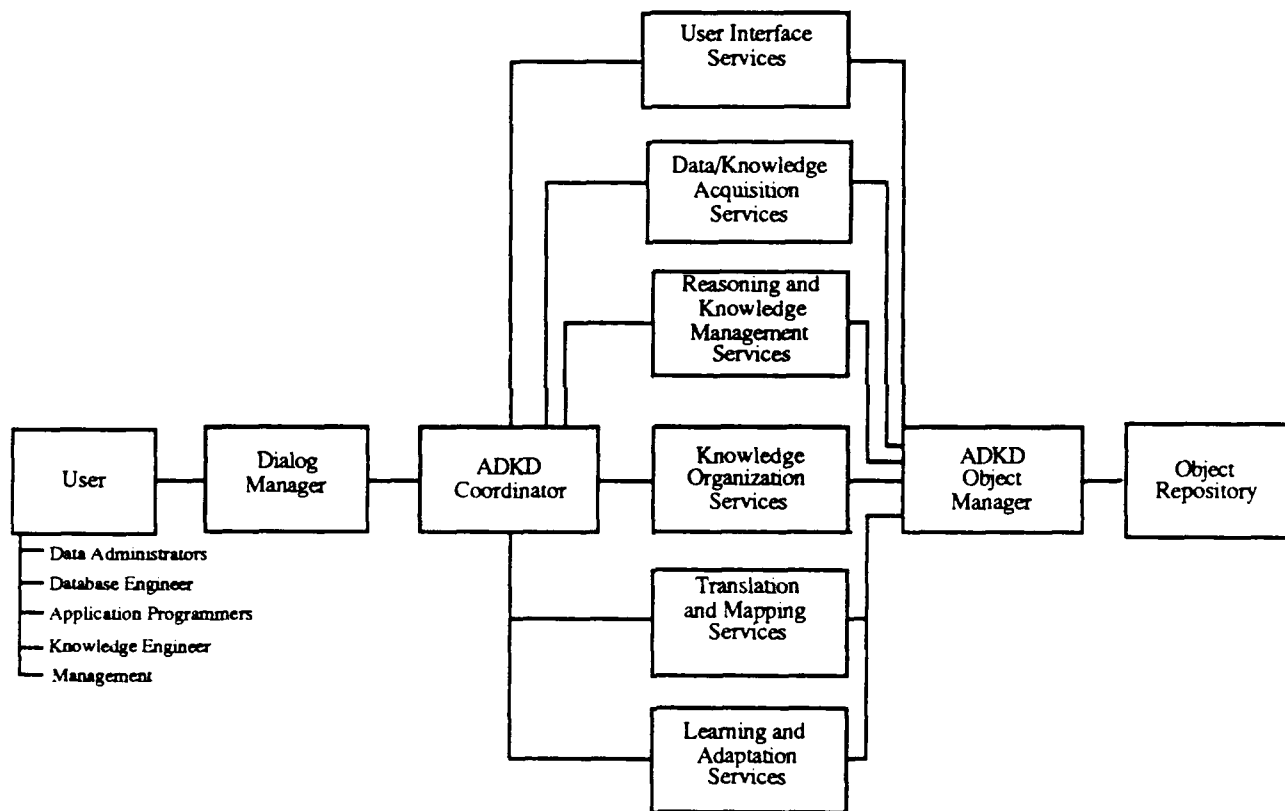 User Interface
Services
Data/Knowledge
Acquisition
Services
Reasoning and
Knowledge
Management
Services
User
Dialog
Manager
ADKD
Coordinator
Knowledge
Organization
Services
ADKD
Object
Manager
Object
Repository
Data Administrators
Database Engineer
Application Programmers
Knowledge Engineer
Management
Translation
and Mapping
Services
Learning and
Adaptation
Services